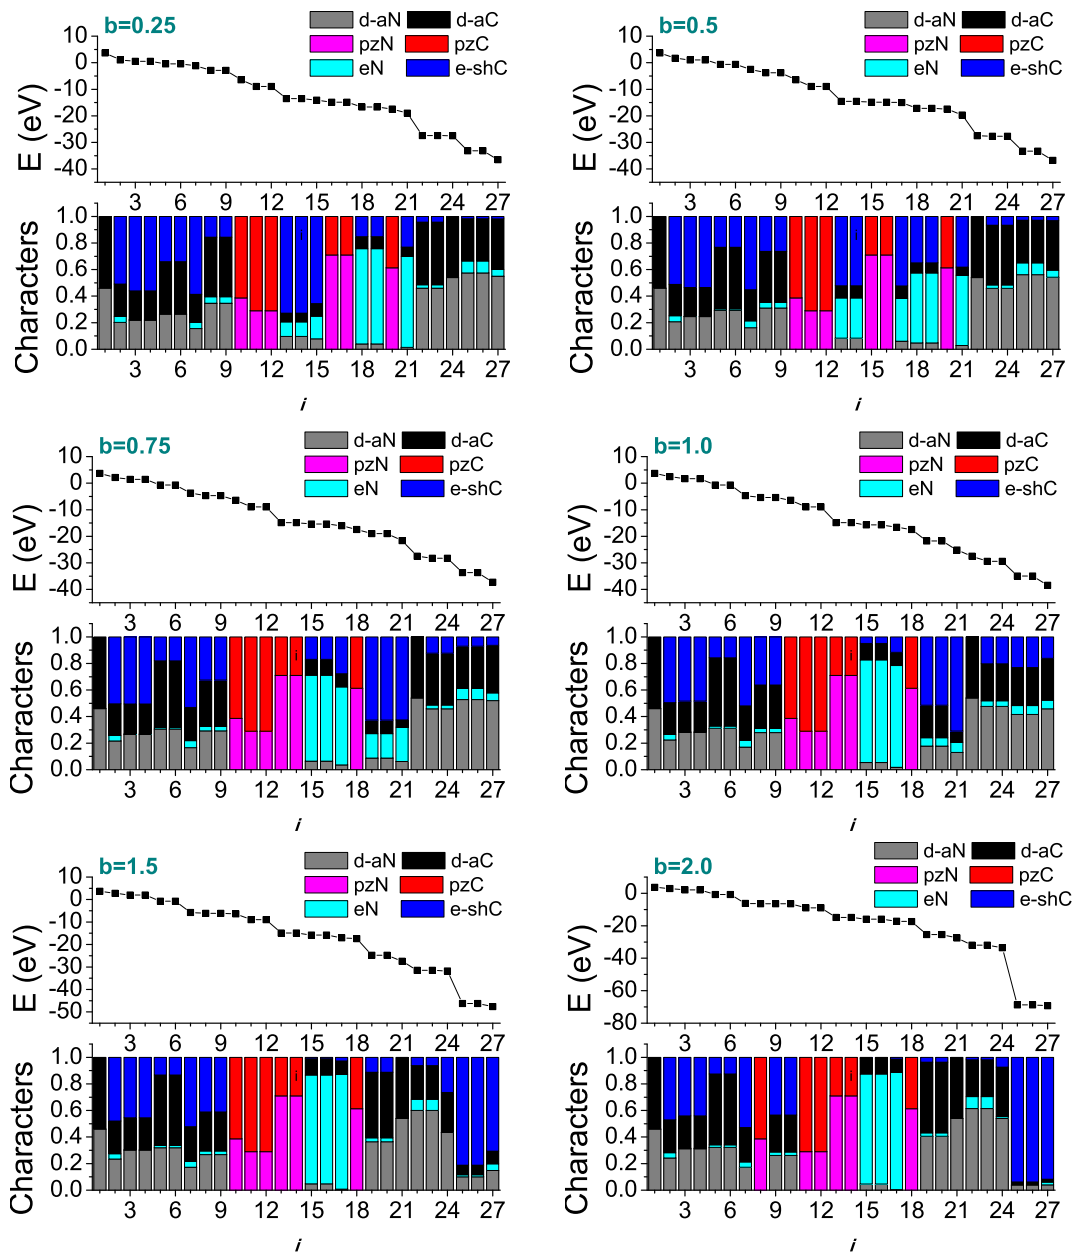 b=0.25
d-aN d-aC
pzN pzC
eN e-shC
E (eV)
10
0
-10
-20
-30
-40
3 6 9 12 15 18 21 24 27
i
Characters
1.0
0.8
0.6
0.4
0.2
0.0
3 6 9 12 15 18 21 24 27
i
b=0.5
d-aN d-aC
pzN pzC
eN e-shC
E (eV)
10
0
-10
-20
-30
-40
3 6 9 12 15 18 21 24 27
i
Characters
1.0
0.8
0.6
0.4
0.2
0.0
3 6 9 12 15 18 21 24 27
i
b=0.75
d-aN d-aC
pzN pzC
eN e-shC
E (eV)
10
0
-10
-20
-30
-40
3 6 9 12 15 18 21 24 27
i
Characters
1.0
0.8
0.6
0.4
0.2
0.0
3 6 9 12 15 18 21 24 27
i
b=1.0
d-aN d-aC
pzN pzC
eN e-shC
E (eV)
10
0
-10
-20
-30
-40
3 6 9 12 15 18 21 24 27
i
Characters
1.0
0.8
0.6
0.4
0.2
0.0
3 6 9 12 15 18 21 24 27
i
b=1.5
d-aN d-aC
pzN pzC
eN e-shC
E (eV)
10
0
-10
-20
-30
-40
-50
3 6 9 12 15 18 21 24 27
i
Characters
1.0
0.8
0.6
0.4
0.2
0.0
3 6 9 12 15 18 21 24 27
i
b=2.0
d-aN d-aC
pzN pzC
eN e-shC
E (eV)
0
-20
-40
-60
-80
3 6 9 12 15 18 21 24 27
i
Characters
1.0
0.8
0.6
0.4
0.2
0.0
3 6 9 12 15 18 21 24 27
i